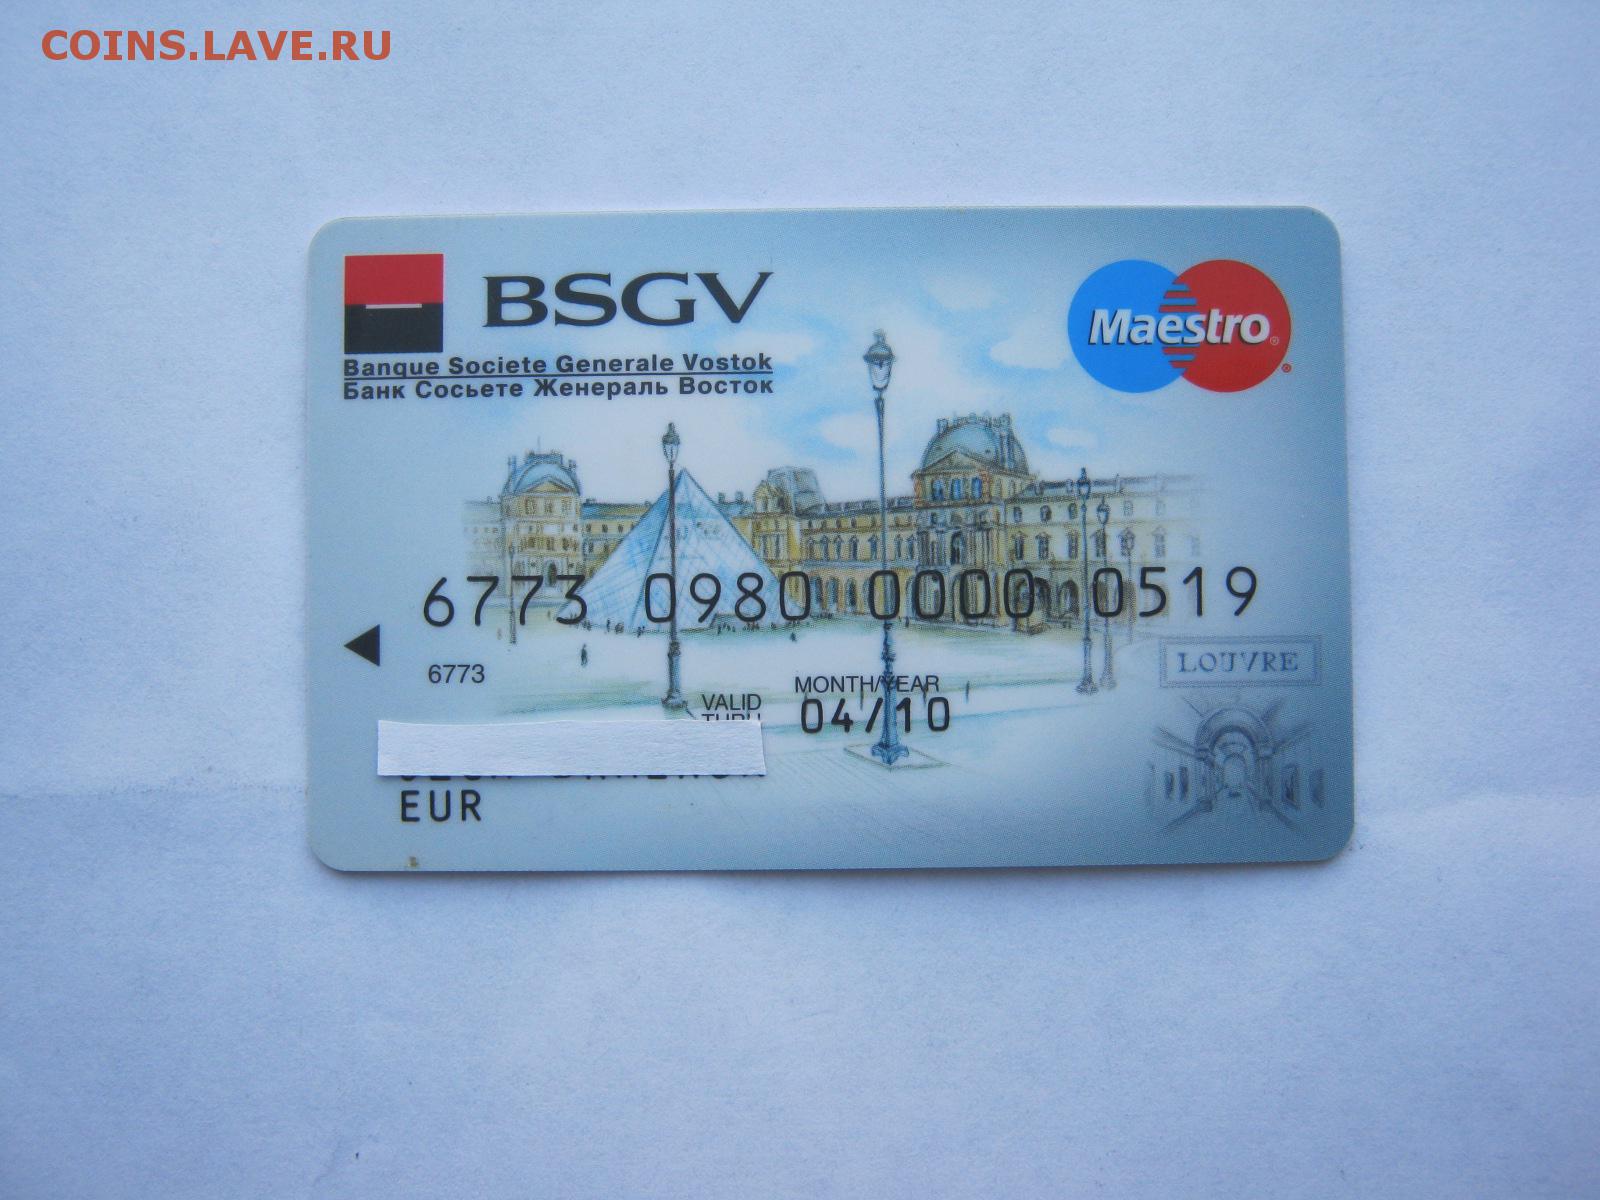 COINS.LAVE.RU
BSGV
Banque Societe Generale Vostok
Банк Сосьете Женераль Восток
Maestro®
6773 0980 0000 0519
LOUVRE
6773
MONTH/YEAR
VALID
THRU 04/10
EUR